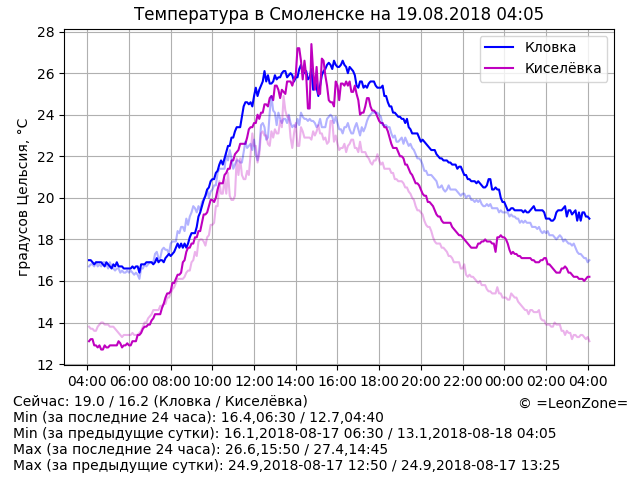 Температура в Смоленске на 19.08.2018 04:05
Кловка
Киселёвка
градусов Цельсия, °C
28
26
24
22
20
18
16
14
12
04:00 06:00 08:00 10:00 12:00 14:00 16:00 18:00 20:00 22:00 00:00 02:00 04:00
Сейчас: 19.0 / 16.2 (Кловка / Киселёвка)
© =LeonZone=
Min (за последние 24 часа): 16.4,06:30 / 12.7,04:40
Min (за предыдущие сутки): 16.1,2018-08-17 06:30 / 13.1,2018-08-18 04:05
Max (за последние 24 часа): 26.6,15:50 / 27.4,14:45
Max (за предыдущие сутки): 24.9,2018-08-17 12:50 / 24.9,2018-08-17 13:25